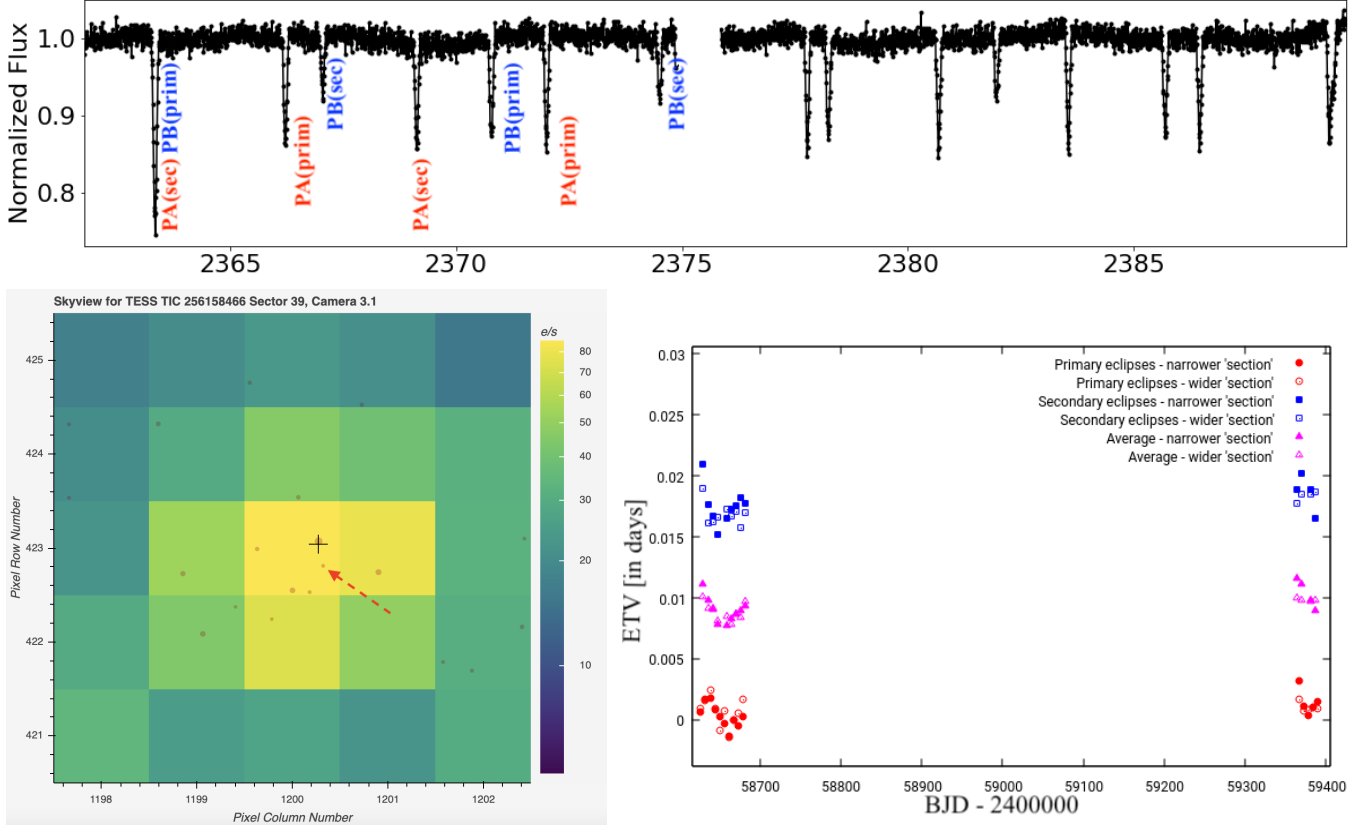 Normalized Flux
1.0
0.9
0.8
PA(sec) PB(prim)
PA(prim)
PB(sec)
PA(sec)
PB(prim)
PA(prim)
PB(sec)
2365
2370
2375
2380
2385
Skyview for TESS TIC 256158466 Sector 39, Camera 3.1
e/s
Pixel Row Number
425
424
423
422
421
80
70
60
50
40
30
20
10
1198
1199
1200
1201
1202
Pixel Column Number
ETV [in days]
0.03
0.025
0.02
0.015
0.01
0.005
0
Primary eclipses - narrower 'section'
Primary eclipses - wider 'section'
Secondary eclipses - narrower 'section'
Secondary eclipses - wider 'section'
Average - narrower 'section'
Average - wider 'section'
58700
58800
58900
59000
59100
59200
59300
59400
BJD - 2400000